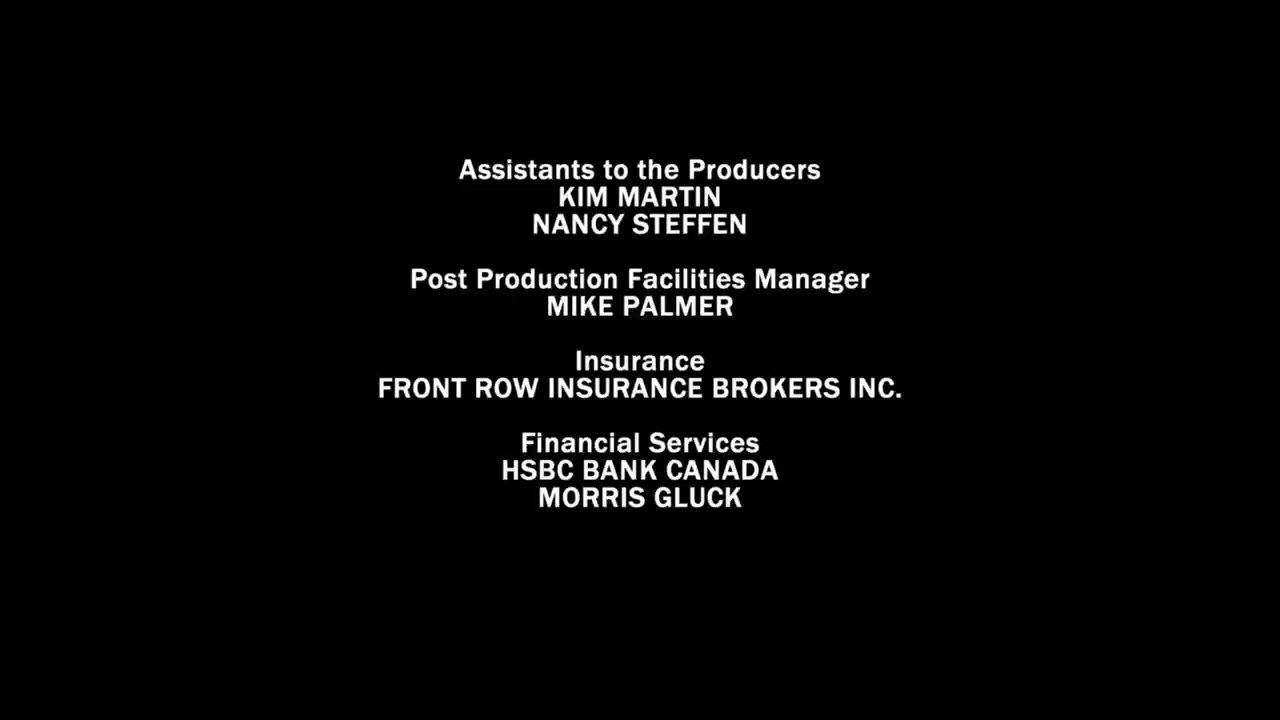 Assistants to the Producers
KIM MARTIN
NANCY STEFFEN
Post Production Facilities Manager
MIKE PALMER
Insurance
FRONT ROW INSURANCE BROKERS INC.
Financial Services
HSBC BANK CANADA
MORRIS GLUCK